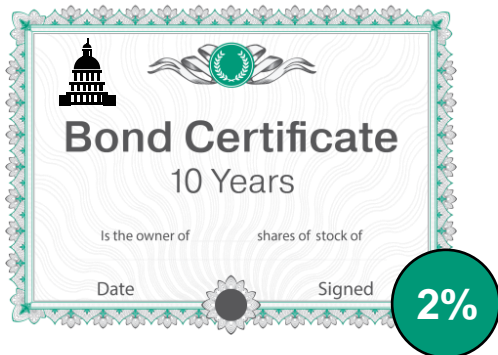 Bond Certificate
10 Years
Is the owner of shares of stock of
Date Signed
2%